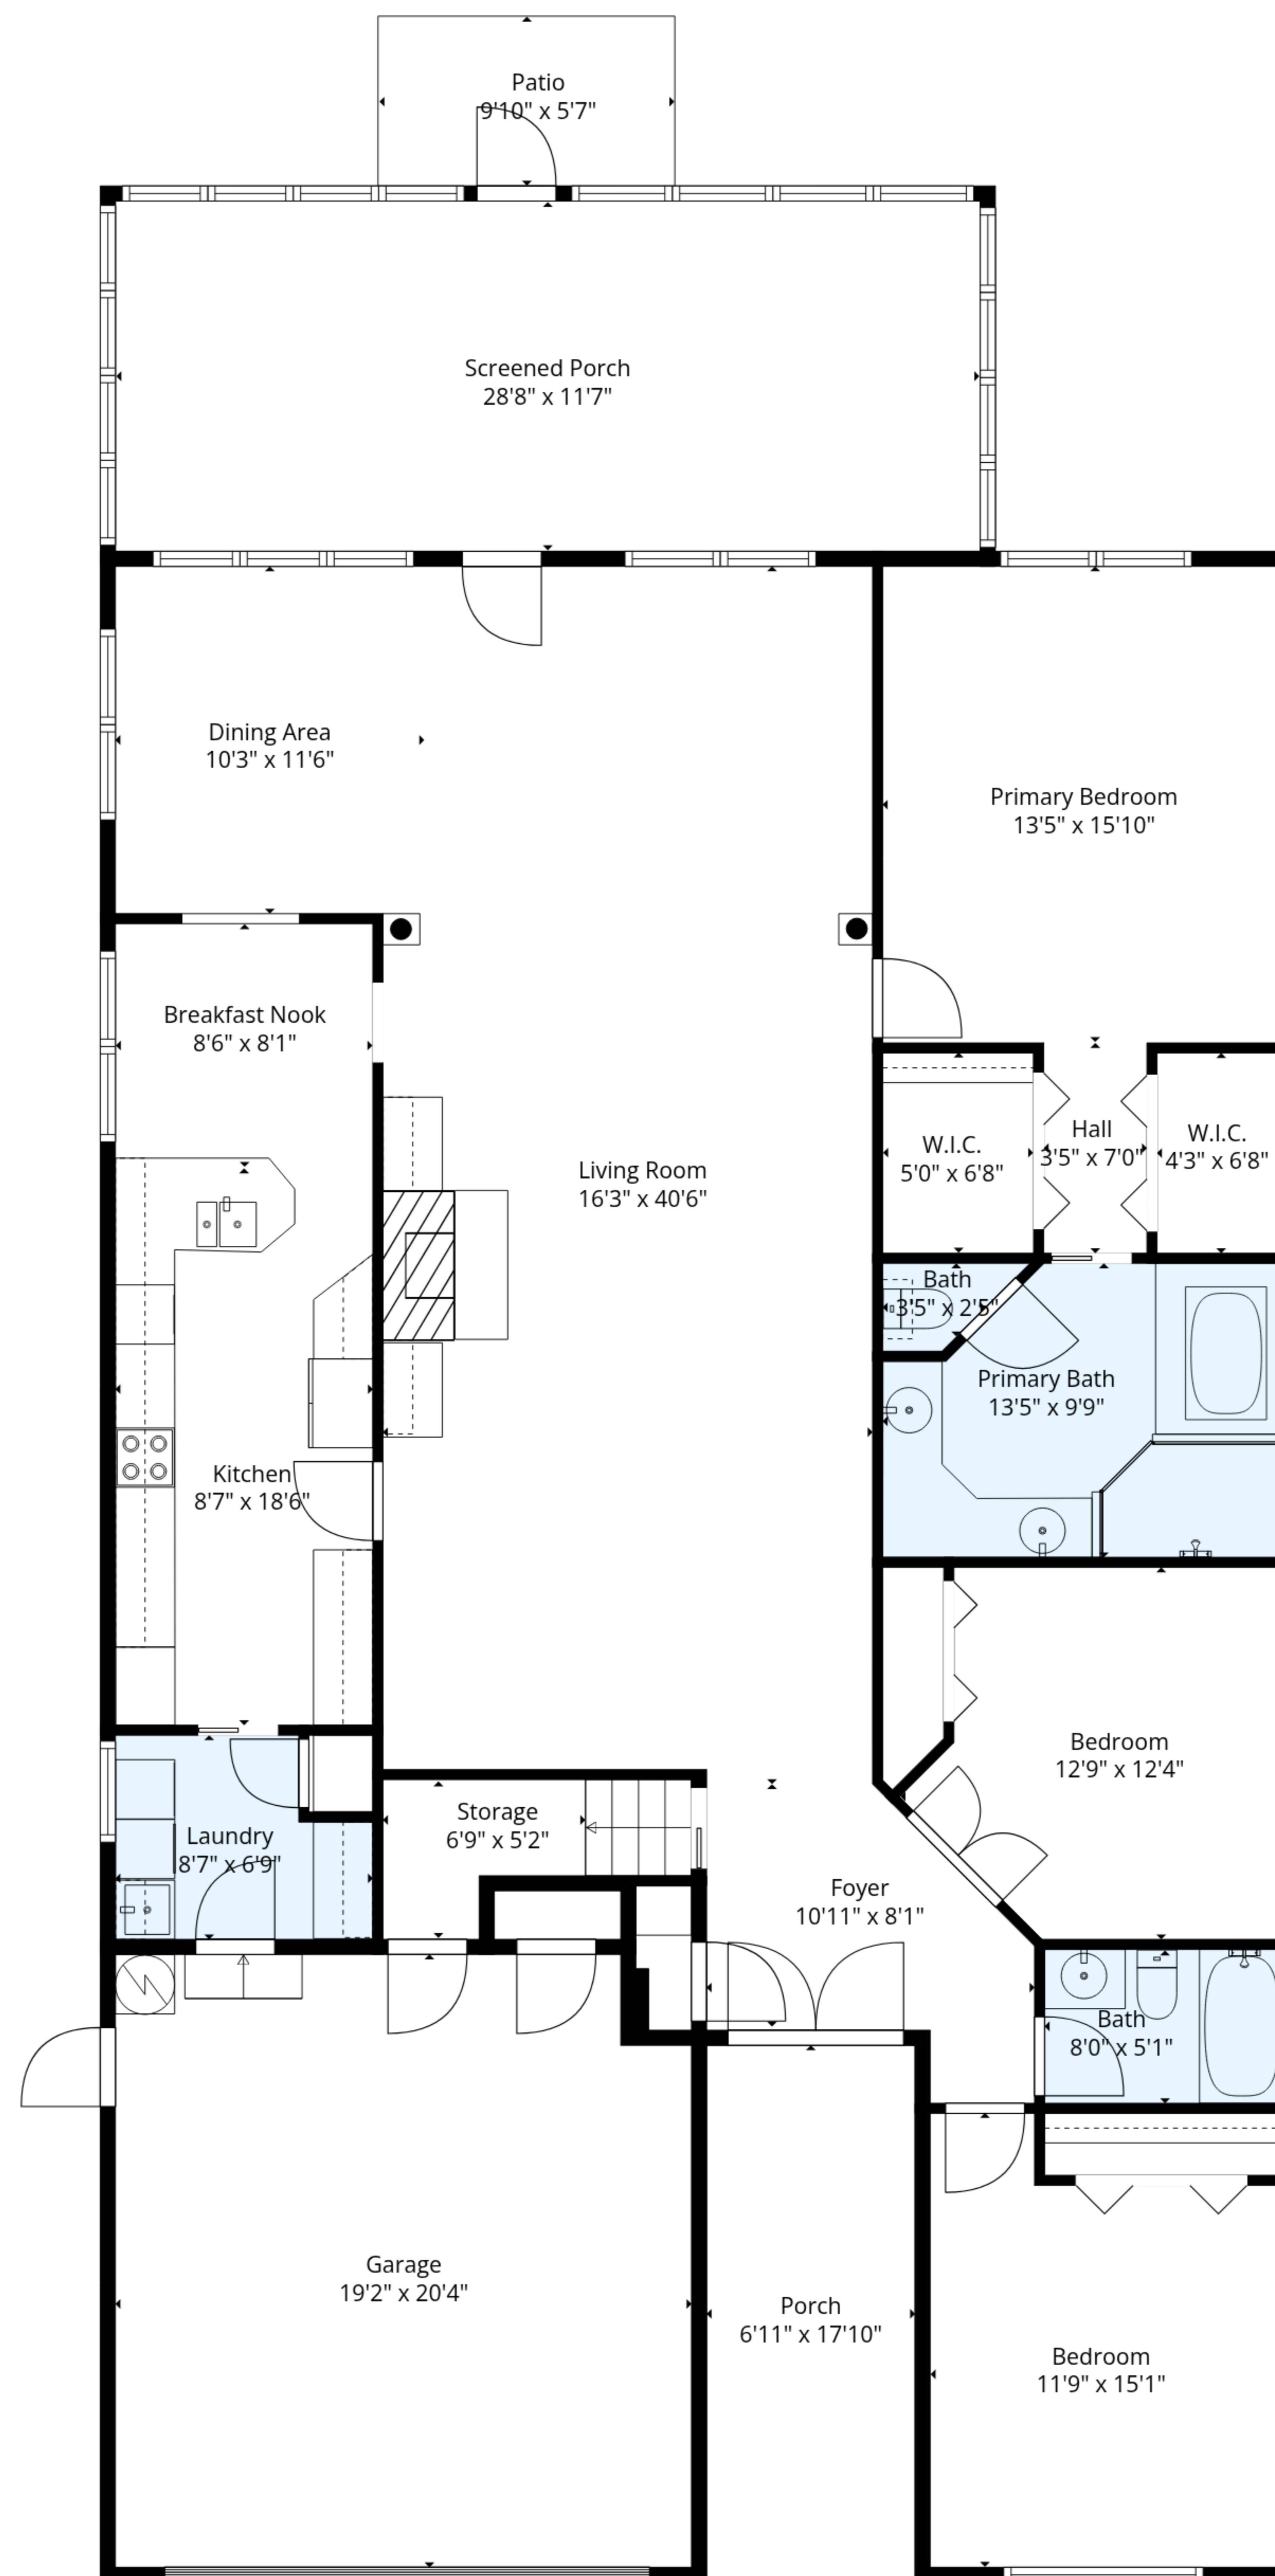 Patio
9'10" x 5'7"
Screened Porch
28'8" x 11'7"
Dining Area
10'3" x 11'6"
Primary Bedroom
13'5" x 15'10"
Breakfast Nook
8'6" x 8'1"
Living Room
16'3" x 40'6"
W.I.C.
5'0" x 6'8"
Hall
3'5" x 7'0"
W.I.C.
4'3" x 6'8"
Bath
3'5" x 2'5"
Primary Bath
13'5" x 9'9"
Kitchen
8'7" x 18'6"
Bedroom
12'9" x 12'4"
Storage
6'9" x 5'2"
Laundry
8'7" x 6'9"
Foyer
10'11" x 8'1"
Bath
8'0" x 5'1"
Garage
19'2" x 20'4"
Porch
6'11" x 17'10"
Bedroom
11'9" x 15'1"